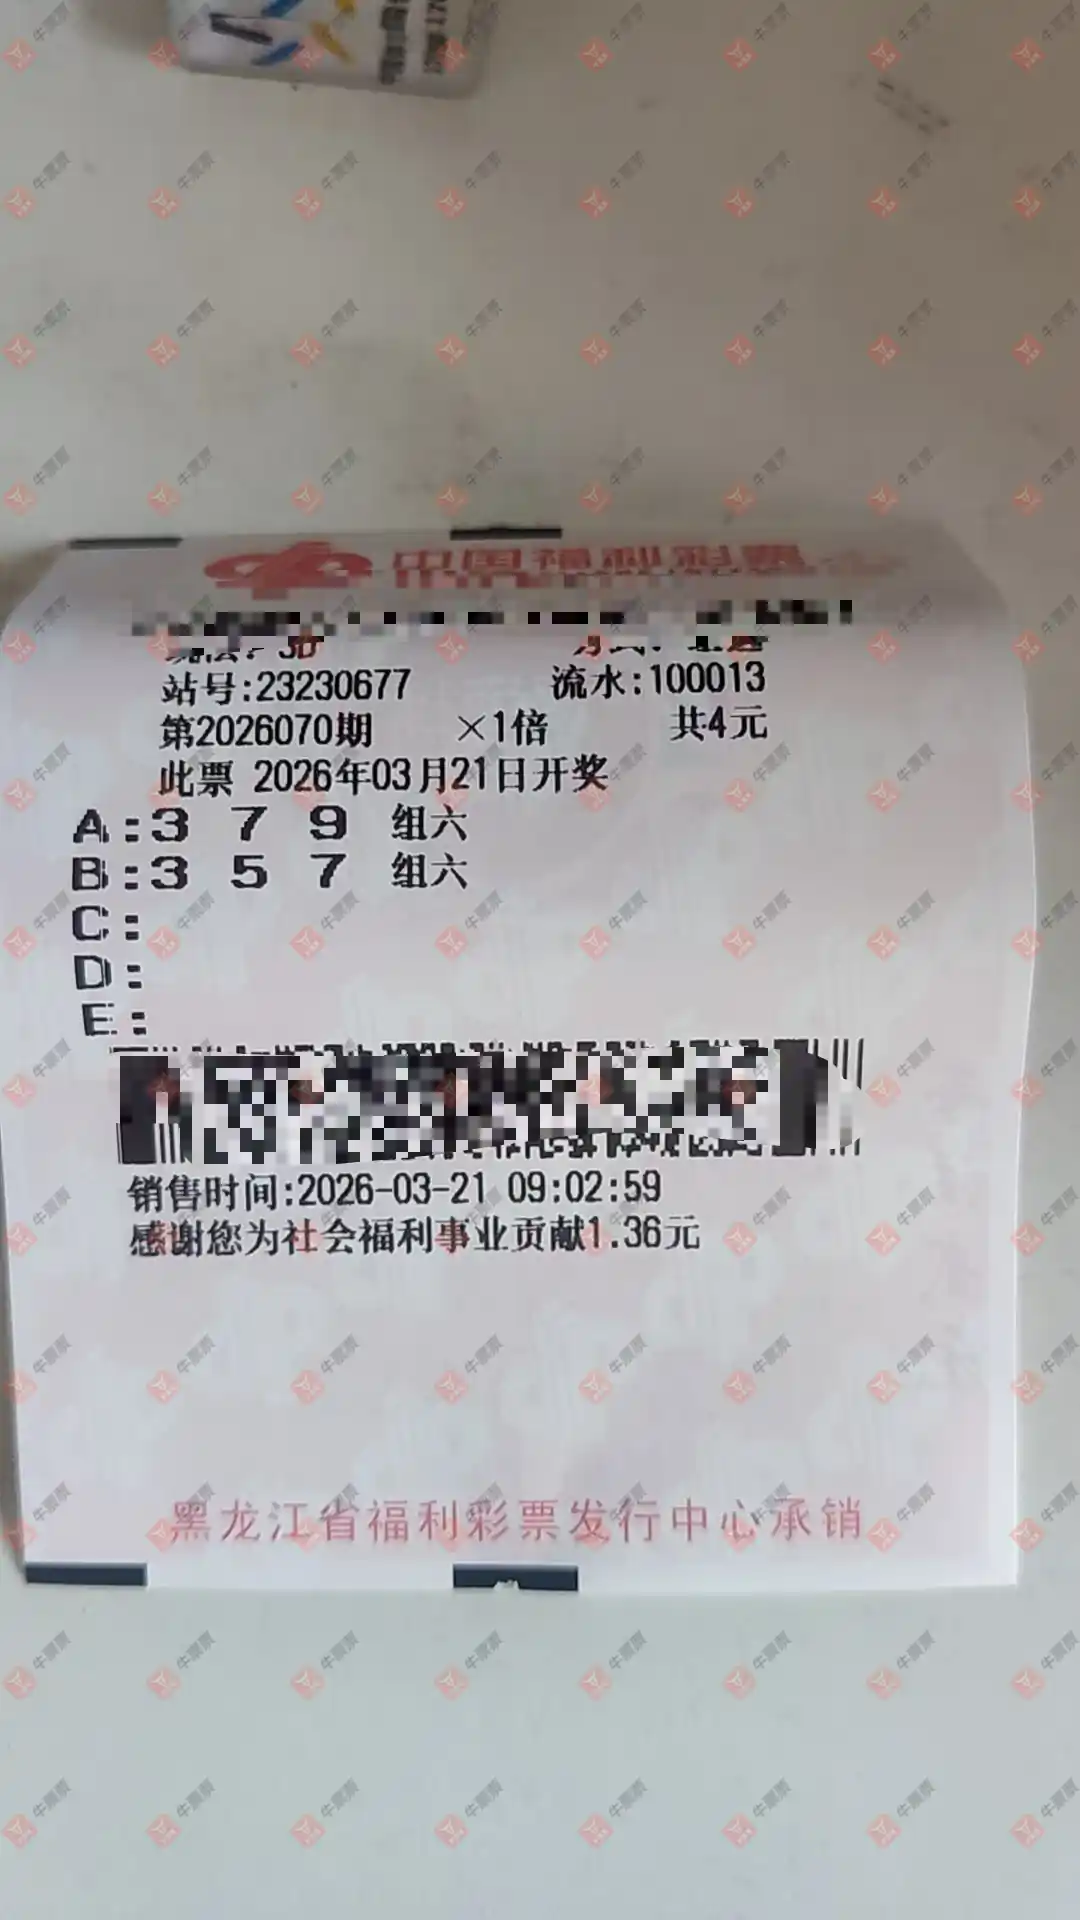 中国福利彩票
站号:23230677 流水:100013
第2026070期 ×1倍 共4元
此票 2026年03月21日开奖
A:3 7 9 组六
B:3 5 7 组六
C:
D:
E:
销售时间:2026-03-21 09:02:59
感谢您为社会福利事业贡献1.36元
黑龙江省福利彩票发行中心承销
牛票票